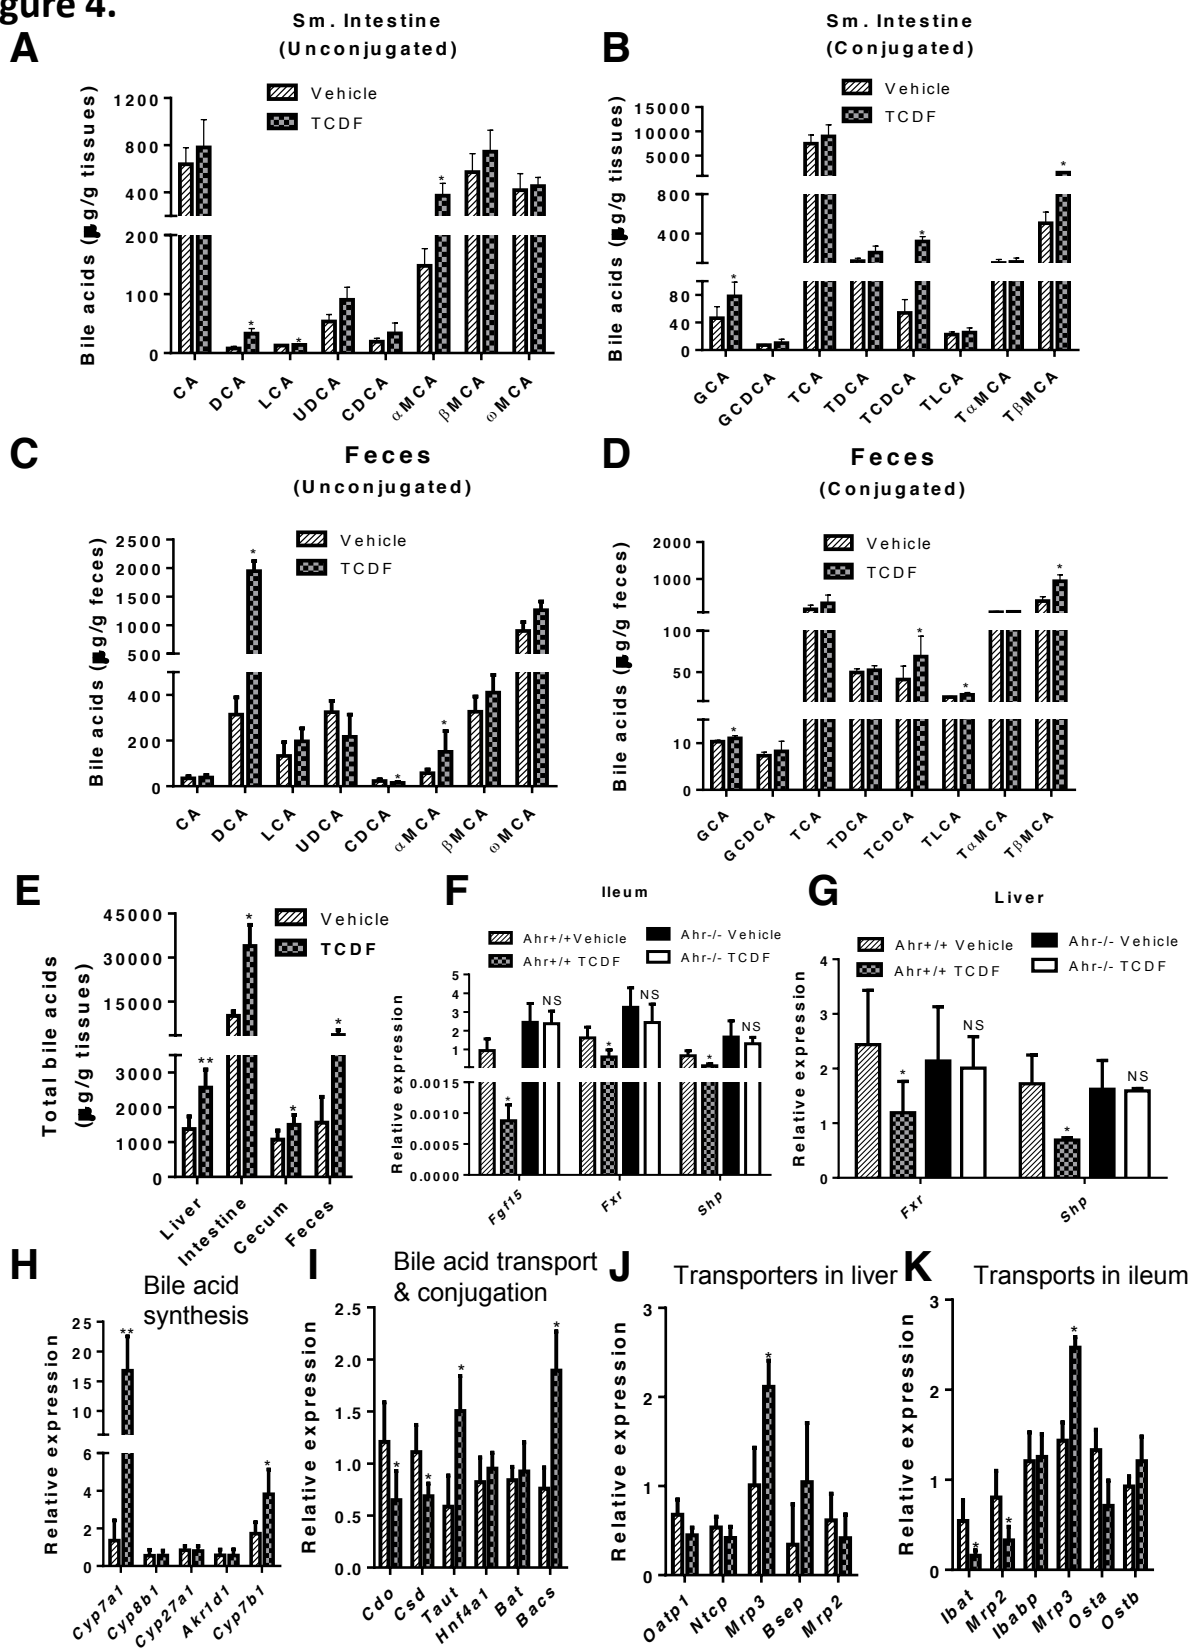 gure 4.
A
Sm. Intestine
(Unconjugated)
Vehicle
TCDF
Bile acids (µg/g tissues)
1200
800
400
200
100
0
CA
DCA
LCA
UDCA
CDCA
αMCA
βMCA
ωMCA
*
*
*
B
Sm. Intestine
(Conjugated)
Vehicle
TCDF
Bile acids (µg/g tissues)
15000
10000
5000
800
400
80
40
0
GCA
GCDCA
TCA
TDCA
TCDCA
TLCA
TαMCA
TβMCA
*
*
*
C
Feces
(Unconjugated)
Vehicle
TCDF
Bile acids (µg/g feces)
2500
2000
1500
1000
500
400
200
0
CA
DCA
LCA
UDCA
CDCA
αMCA
βMCA
ωMCA
*
*
*
D
Feces
(Conjugated)
Vehicle
TCDF
Bile acids (µg/g feces)
2000
1000
100
50
10
0
GCA
GCDCA
TCA
TDCA
TCDCA
TLCA
TαMCA
TβMCA
*
*
*
*
E
Vehicle
TCDF
Total bile acids
(µg/g tissues)
45000
30000
15000
3000
2000
1000
0
Liver
Intestine
Cecum
Feces
**
*
*
*
F
Ileum
Ahr+/+Vehicle
Ahr+/+ TCDF
Ahr-/- Vehicle
Ahr-/- TCDF
Relative expression
5
4
3
2
1
0.0015
0.0010
0.0005
0.0000
Fgf15
Fxr
Shp
*
NS
*
NS
*
NS
G
Liver
Ahr+/+ Vehicle
Ahr+/+ TCDF
Ahr-/- Vehicle
Ahr-/- TCDF
Relative expression
4
3
2
1
0
Fxr
Shp
*
NS
*
NS
H
Bile acid
synthesis
Relative expression
25
20
15
10
6
4
2
0
Cyp7a1
Cyp8b1
Cyp27a1
Akr1d1
Cyp7b1
**
*
I
Bile acid transport
& conjugation
Relative expression
2.5
2.0
1.5
1.0
0.5
0.0
Cdo
Csd
Taut
Hnf4a1
Bat
Bacs
*
*
*
*
J
Transporters in liver
Relative expression
3
2
1
0
Oatp1
Ntcp
Mrp3
Bsep
Mrp2
*
K
Transports in ileum
Relative expression
3
2
1
0
Ibat
Mrp2
Ibabp
Mrp3
Osta
Ostb
*
*
*